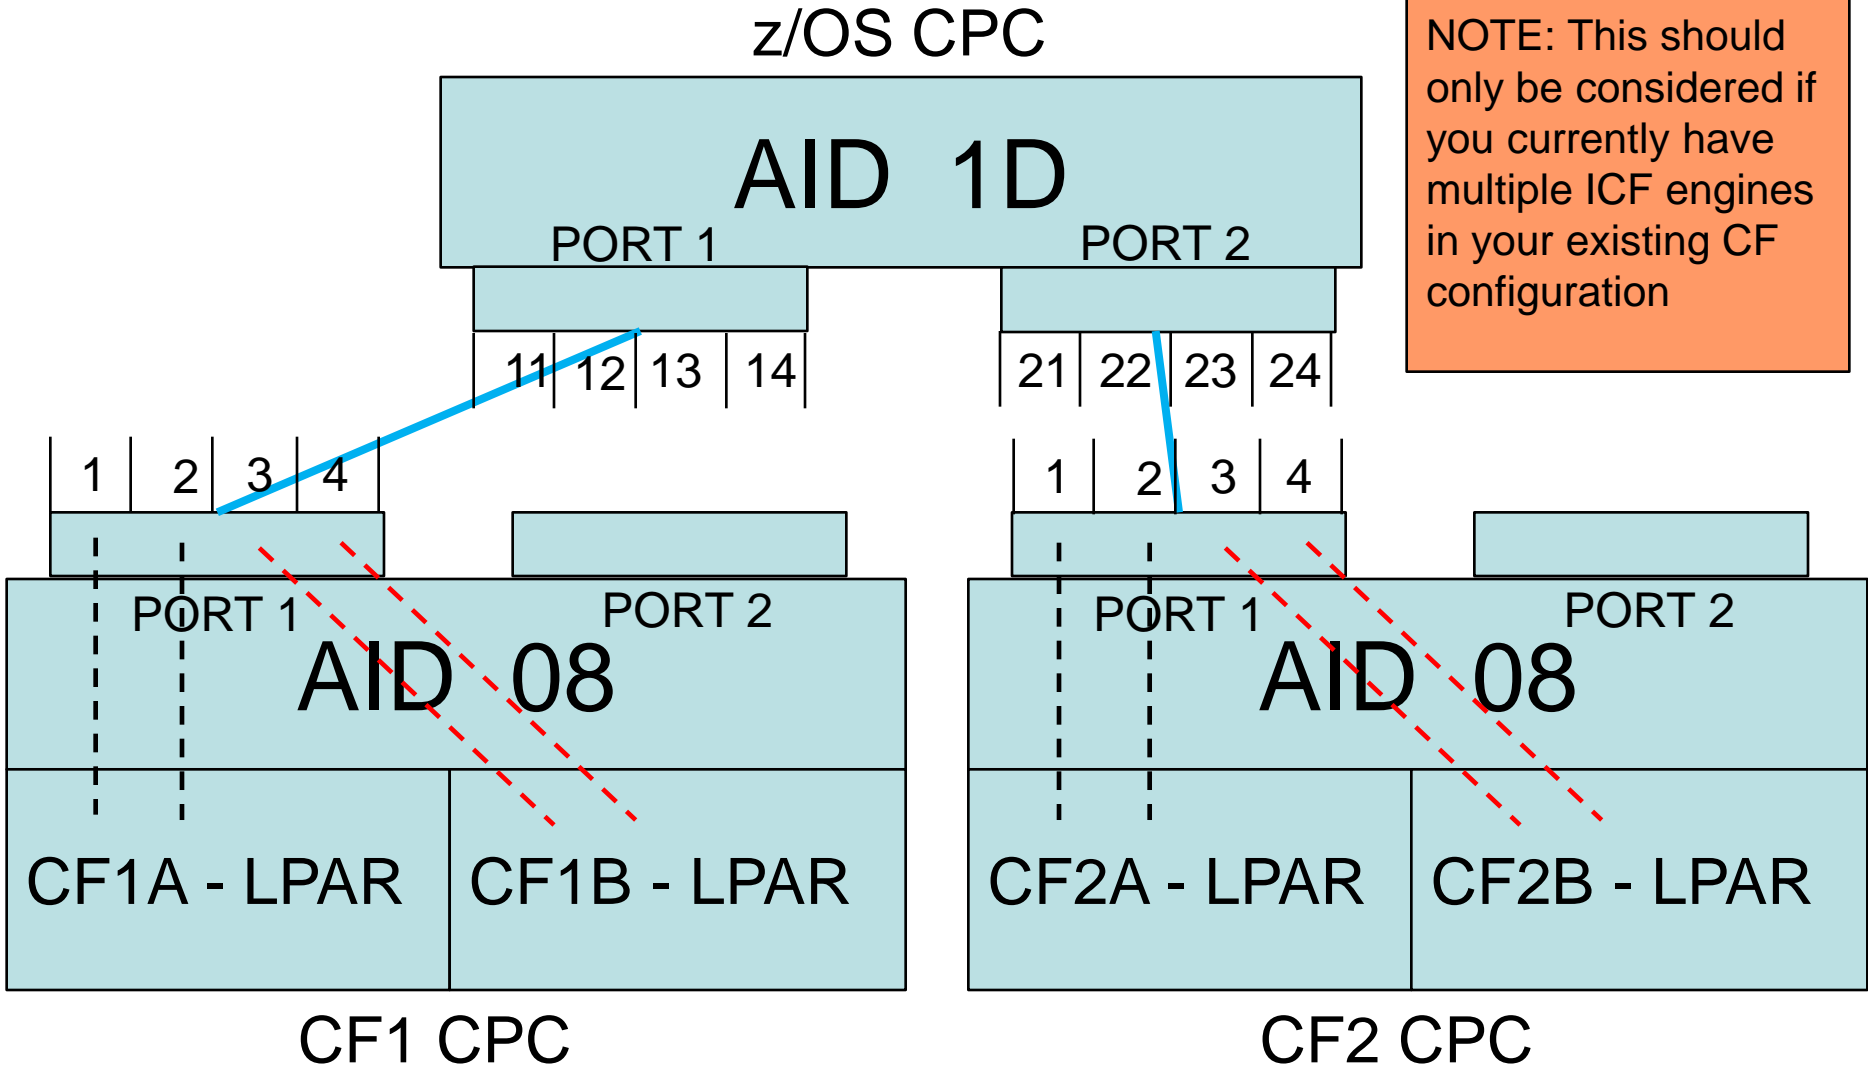 z/OS CPC
NOTE: This should
only be considered if
you currently have
multiple ICF engines
in your existing CF
configuration
AID 1D
PORT 1
PORT 2
11 12 13 14
21 22 23 24
1 2 3 4
1 2 3 4
PORT 1
PORT 2
PORT 1
PORT 2
AID 08
AID 08
CF1A - LPAR
CF1B - LPAR
CF2A - LPAR
CF2B - LPAR
CF1 CPC
CF2 CPC